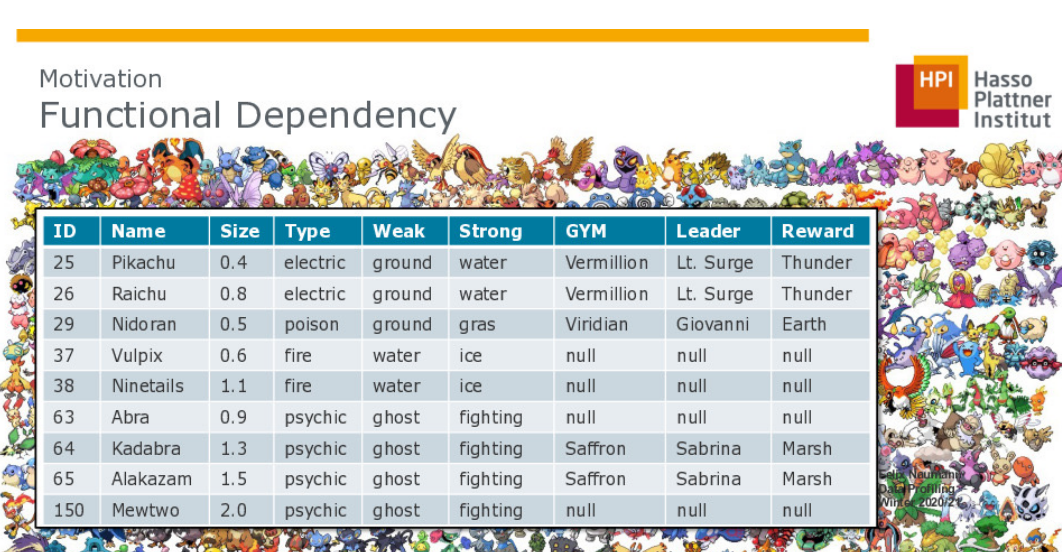 Motivation
Functional Dependency
HPI Hasso
Plattner
Institut
ID Name Size Type Weak Strong GYM Leader Reward
25 Pikachu 0.4 electric ground water Vermillion Lt. Surge Thunder
26 Raichu 0.8 electric ground water Vermillion Lt. Surge Thunder
29 Nidoran 0.5 poison ground gras Viridian Giovanni Earth
37 Vulpix 0.6 fire water ice null null null
38 Ninetails 1.1 fire water ice null null null
63 Abra 0.9 psychic ghost fighting null null null
64 Kadabra 1.3 psychic ghost fighting Saffron Sabrina Marsh
65 Alakazam 1.5 psychic ghost fighting Saffron Sabrina Marsh
150 Mewtwo 2.0 psychic ghost fighting null null null
Felix Naumann
Data Profiling
Winter 2020/21